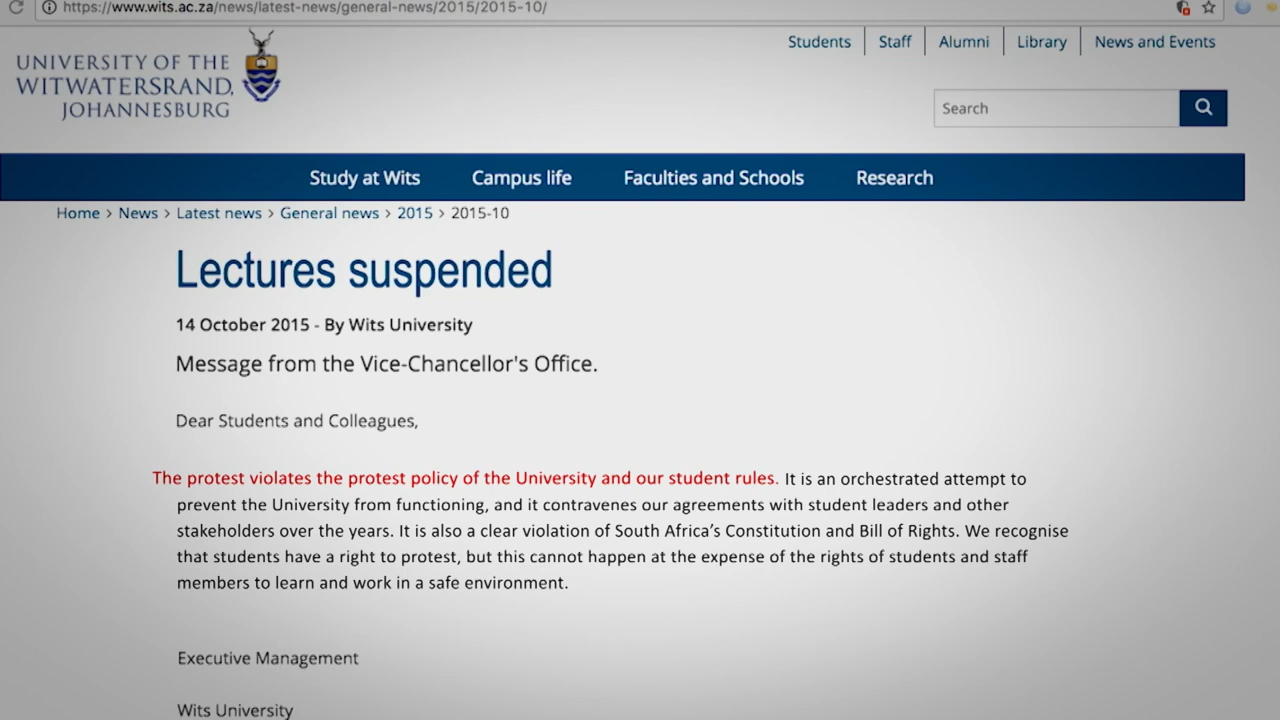 https://www.wits.ac.za/news/latest-news/general-news/2015/2015-10/
UNIVERSITY OF THE
WITWATERSRAND,
JOHANNESBURG
Students Staff Alumni Library News and Events
Search
Study at Wits Campus life Faculties and Schools Research
Home > News > Latest news > General news > 2015 > 2015-10
Lectures suspended
14 October 2015 - By Wits University
Message from the Vice-Chancellor's Office.
Dear Students and Colleagues,
The protest violates the protest policy of the University and our student rules. It is an orchestrated attempt to
prevent the University from functioning, and it contravenes our agreements with student leaders and other
stakeholders over the years. It is also a clear violation of South Africa’s Constitution and Bill of Rights. We recognise
that students have a right to protest, but this cannot happen at the expense of the rights of students and staff
members to learn and work in a safe environment.
Executive Management
Wits University